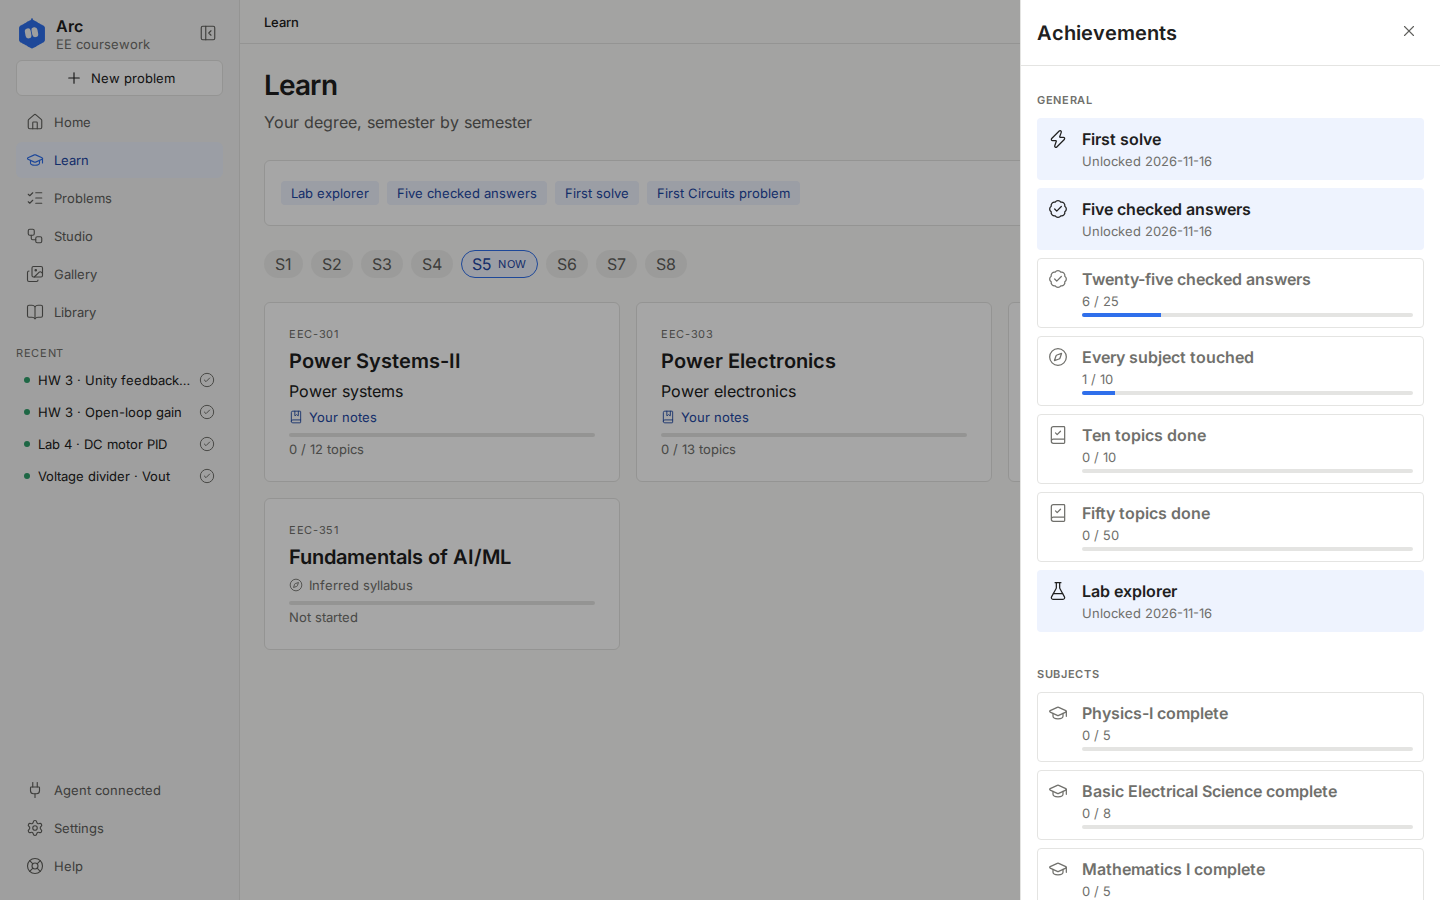 Arc
EE coursework
New problem
Home
Learn
Problems
Studio
Gallery
Library
RECENT
HW 3 · Unity feedback...
HW 3 · Open-loop gain
Lab 4 · DC motor PID
Voltage divider · Vout
Agent connected
Settings
Help
Learn
Learn
Your degree, semester by semester
Lab explorer
Five checked answers
First solve
First Circuits problem
S1
S2
S3
S4
S5 NOW
S6
S7
S8
EEC-301
Power Systems-II
Power systems
Your notes
0 / 12 topics
EEC-303
Power Electronics
Power electronics
Your notes
0 / 13 topics
EEC-351
Fundamentals of AI/ML
Inferred syllabus
Not started
Achievements
GENERAL
First solve
Unlocked 2026-11-16
Five checked answers
Unlocked 2026-11-16
Twenty-five checked answers
6 / 25
Every subject touched
1 / 10
Ten topics done
0 / 10
Fifty topics done
0 / 50
Lab explorer
Unlocked 2026-11-16
SUBJECTS
Physics-I complete
0 / 5
Basic Electrical Science complete
0 / 8
Mathematics I complete
0 / 5